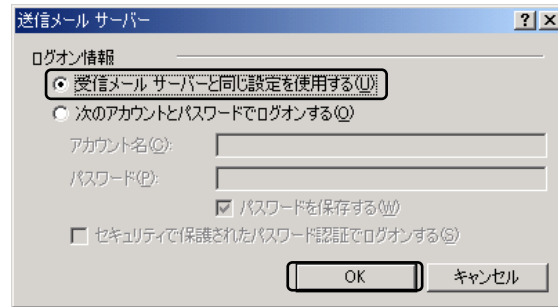 送信メール サーバー
ログオン情報
受信メール サーバーと同じ設定を使用する(U)
次のアカウントとパスワードでログオンする(O)
アカウント名(C):
パスワード(P):
パスワードを保存する(W)
セキュリティで保護されたパスワード認証でログオンする(S)
OK キャンセル